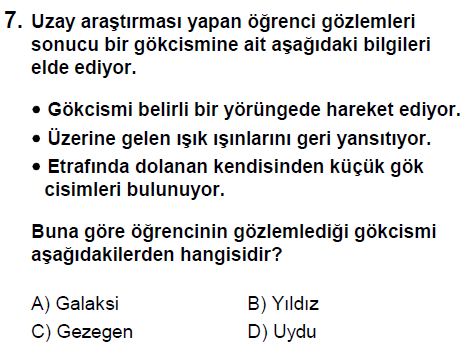 7. Uzay araştırması yapan öğrenci gözlemleri
sonucu bir gökcismine ait aşağıdaki bilgileri
elde ediyor.
• Gökcismi belirli bir yörüngede hareket ediyor.
• Üzerine gelen ışık ışınlarını geri yansıtıyor.
• Etrafında dolanan kendisinden küçük gök
cisimleri bulunuyor.
Buna göre öğrencinin gözlemlediği gökcismi
aşağıdakilerden hangisidir?
A) Galaksi B) Yıldız
C) Gezegen D) Uydu